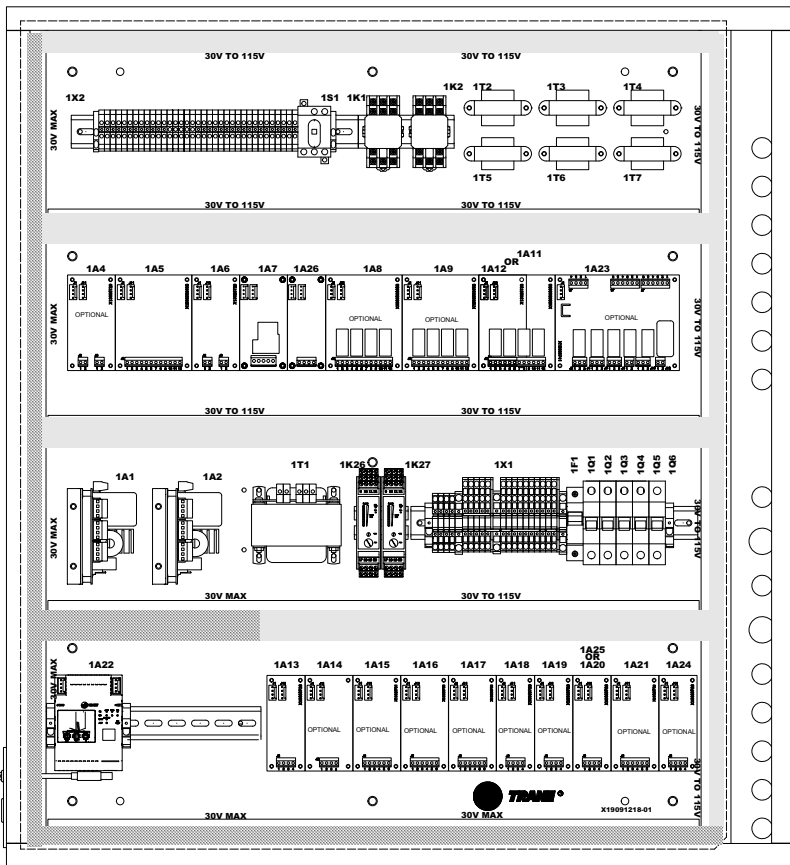 30V TO 115V 30V TO 115V
1X2 1S1 1K1 1K2 1T2 1T3 1T4
30V MAX
30V TO 115V
1T5 1T6 1T7
30V TO 115V 30V TO 115V
1A11
OR
1A4 1A5 1A6 1A7 1A26 1A8 1A9 1A12 1A23
OPTIONAL OPTIONAL OPTIONAL OPTIONAL
30V MAX
30V TO 115V
30V TO 115V 30V TO 115V
1A1 1A2 1T1 1K26 1K27 1X1 1F1 1Q1 1Q2 1Q3 1Q4 1Q5 1Q6
30V MAX
30V TO 115V
30V MAX 30V TO 115V
1A25
OR
1A22 1A13 1A14 1A15 1A16 1A17 1A18 1A19 1A20 1A21 1A24
30V MAX
OPTIONAL OPTIONAL OPTIONAL OPTIONAL OPTIONAL OPTIONAL OPTIONAL OPTIONAL OPTIONAL
30V TO 115V
TRANE
X19091218-01
30V MAX 30V MAX